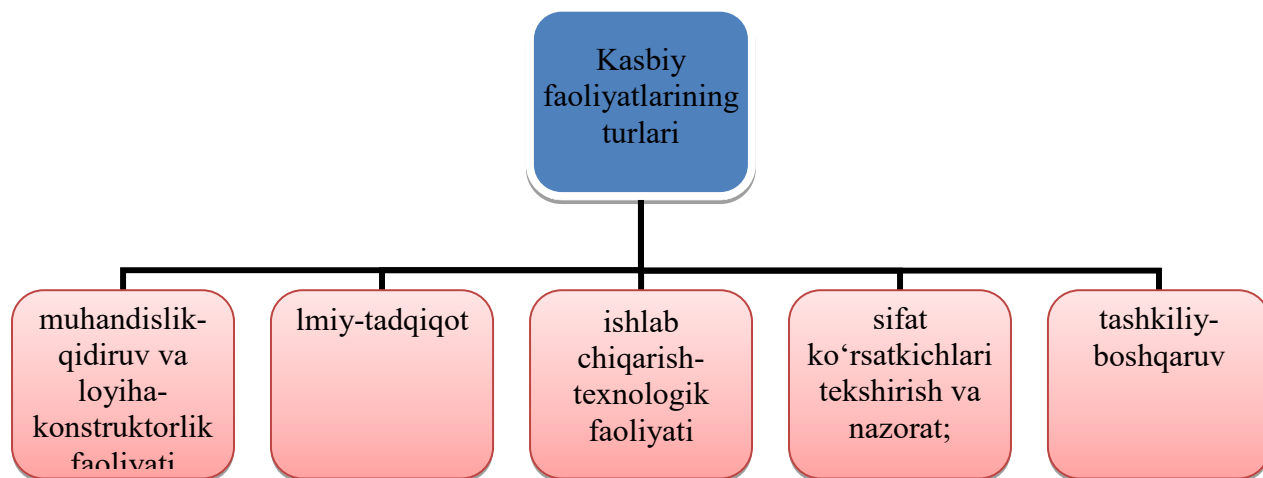 Kasbiy
faoliyatlarining
turlari
muhandislik-
qidiruv va
loyiha-
konstruktorlik
faoliyati
lmiy-tadqiqot
ishlab
chiqarish-
texnologik
faoliyati
sifat
ko‘rsatkichlari
tekshirish va
nazorat;
tashkiliy-
boshqaruv